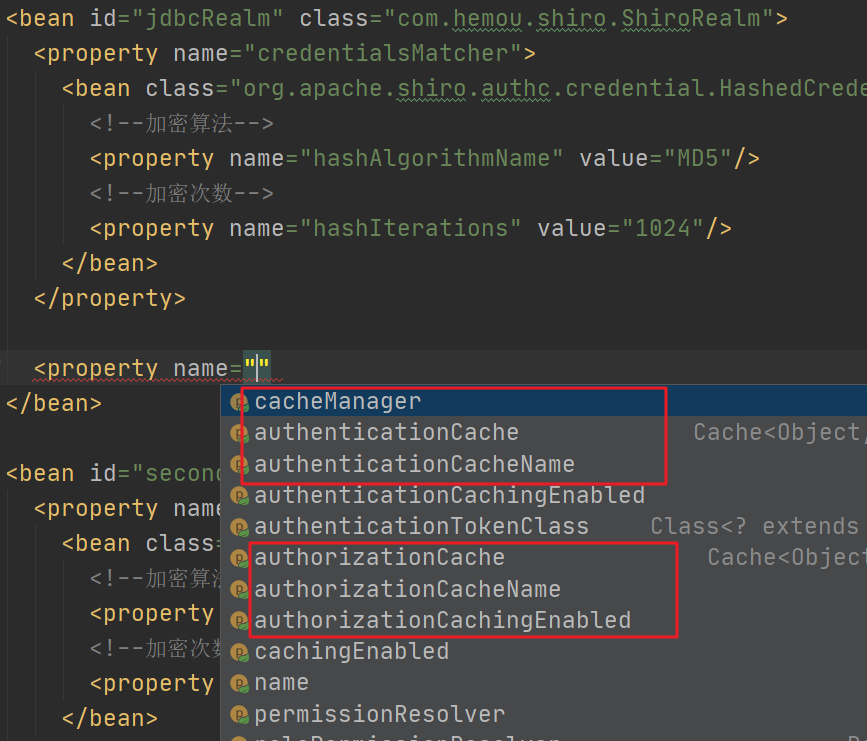 <bean id="jdbcRealm" class="com.hemou.shiro.ShiroRealm">
<property name="credentialsMatcher">
<bean class="org.apache.shiro.authc.credential.HashedCrede
<!--加密算法-->
<property name="hashAlgorithmName" value="MD5"/>
<!--加密次数-->
<property name="hashIterations" value="1024"/>
</bean>
</property>
<property name=""
</bean>
cacheManager
authenticationCache Cache<Object,
authenticationCacheName
<bean id="second
authenticationCachingEnabled
<property name
authenticationTokenClass Class<? extends
<bean class=
authorizationCache Cache<Object
<!--加密算法
authorizationCacheName
<property
authorizationCachingEnabled
<!--加密次数
cachingEnabled
<property
name
</bean>
permissionResolver